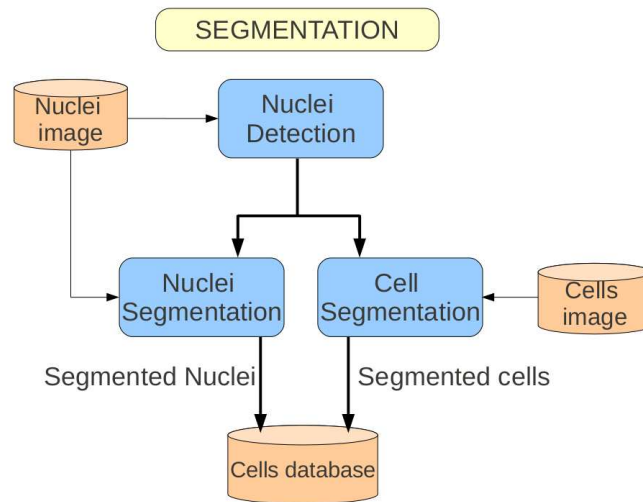 SEGMENTATION
Nuclei
image
Nuclei
Detection
Nuclei
Segmentation
Cell
Segmentation
Cells
image
Segmented Nuclei
Segmented cells
Cells database